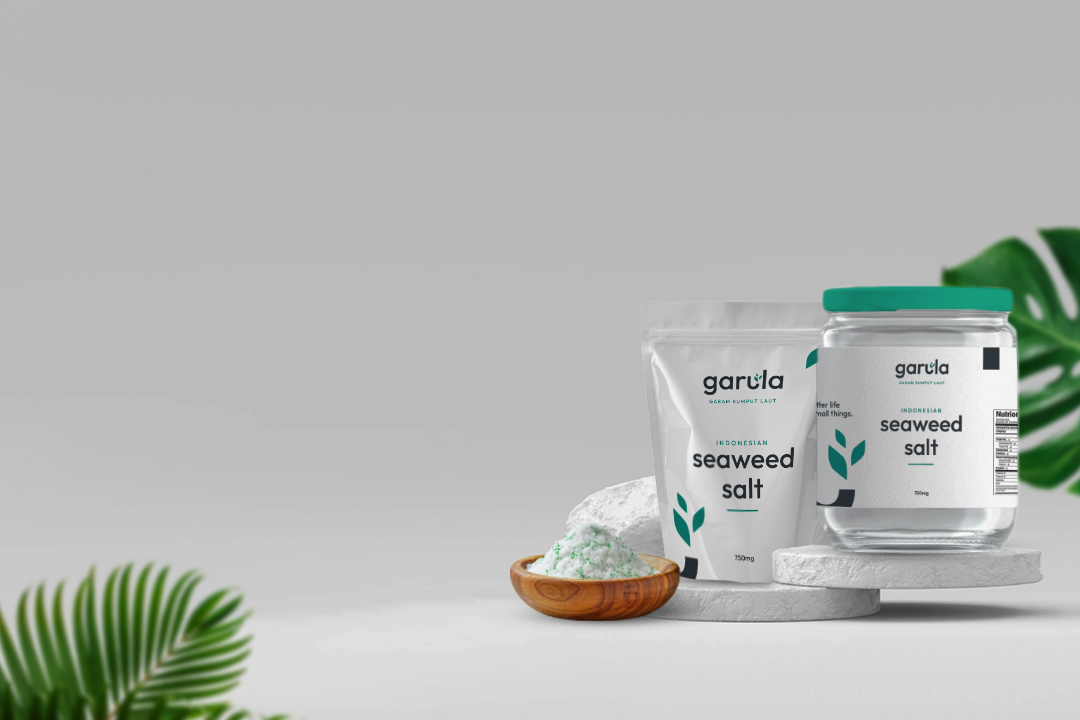 garula
GARAM RUMPUT LAUT
INDONESIAN
seaweed
salt
750mg
tter life
mall things.
garula
GARAM RUMPUT LAUT
INDONESIAN
seaweed
salt
750mg
Nutrition